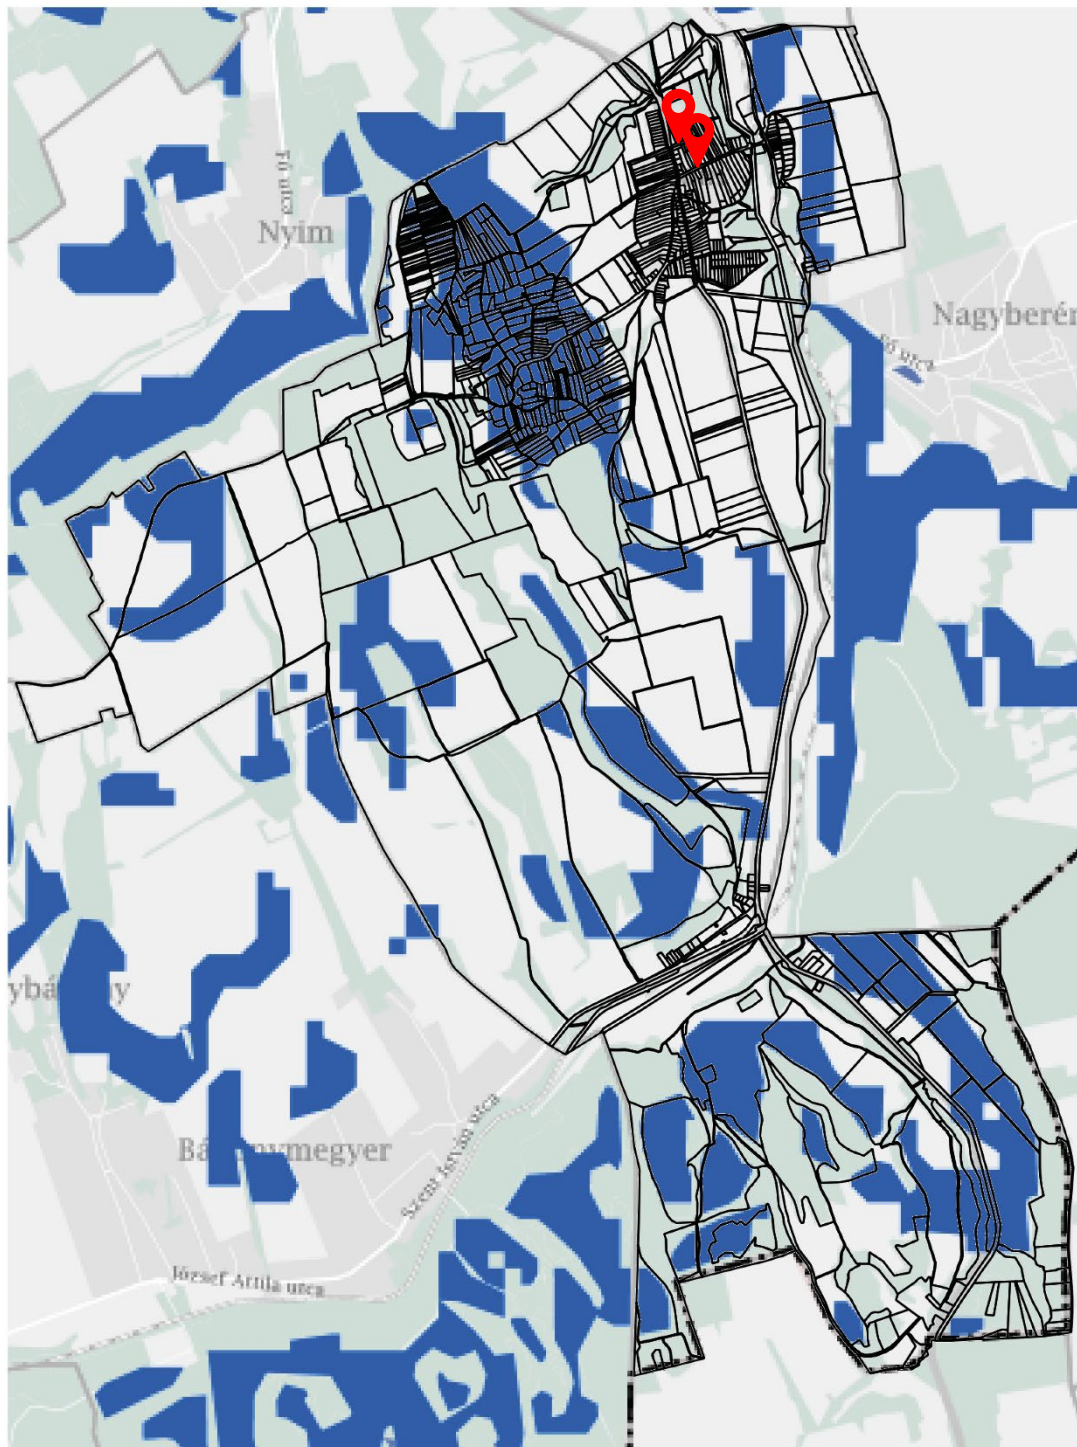 Fő utca
Nyim
Nagyberén
Fő utca
Szent István utca
József Attila utca